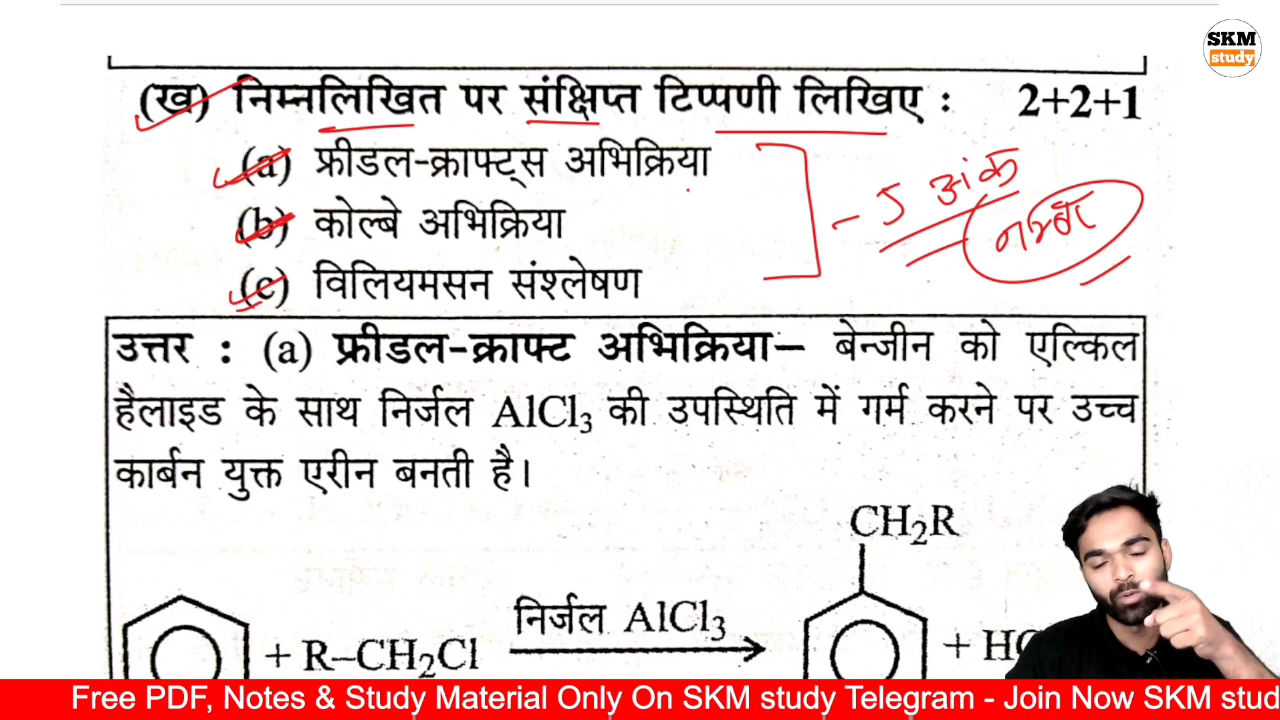 SKM
study
(ख) निम्नलिखित पर संक्षिप्त टिप्पणी लिखिए : 2+2+1
(a) फ्रीडल-क्राफ्ट्स अभिक्रिया
(b) कोल्बे अभिक्रिया
(c) विलियमसन संश्लेषण
- 5 अंक
उत्तर : (a) फ्रीडल-क्राफ्ट अभिक्रिया– बेन्जीन को एल्किल
हैलाइड के साथ निर्जल AlCl₃ की उपस्थिति में गर्म करने पर उच्च
कार्बन युक्त एरीन बनती है।
CH₂R
+ R–CH₂Cl
निर्जल AlCl₃
+
Free PDF, Notes & Study Material Only On SKM study Telegram - Join Now SKM